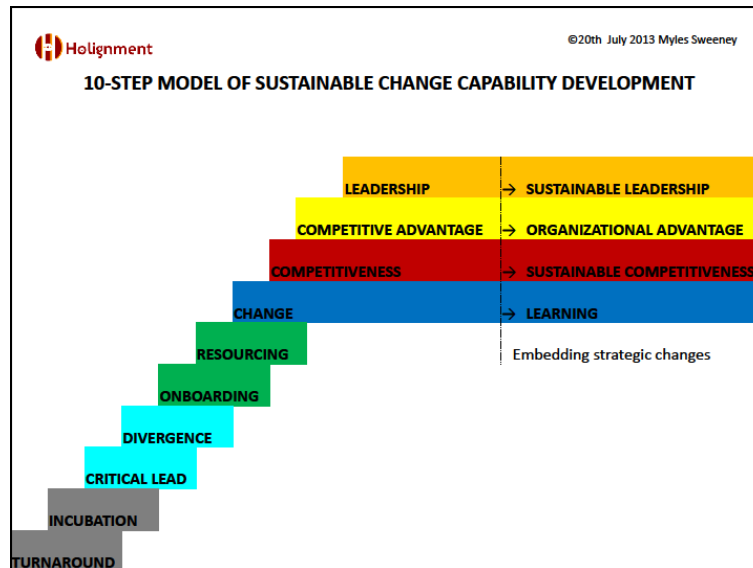 Holignment
©20th July 2013 Myles Sweeney
10-STEP MODEL OF SUSTAINABLE CHANGE CAPABILITY DEVELOPMENT
LEADERSHIP → SUSTAINABLE LEADERSHIP
COMPETITIVE ADVANTAGE → ORGANIZATIONAL ADVANTAGE
COMPETITIVENESS → SUSTAINABLE COMPETITIVENESS
CHANGE → LEARNING
RESOURCING
Embedding strategic changes
ONBOARDING
DIVERGENCE
CRITICAL LEAD
INCUBATION
TURNAROUND